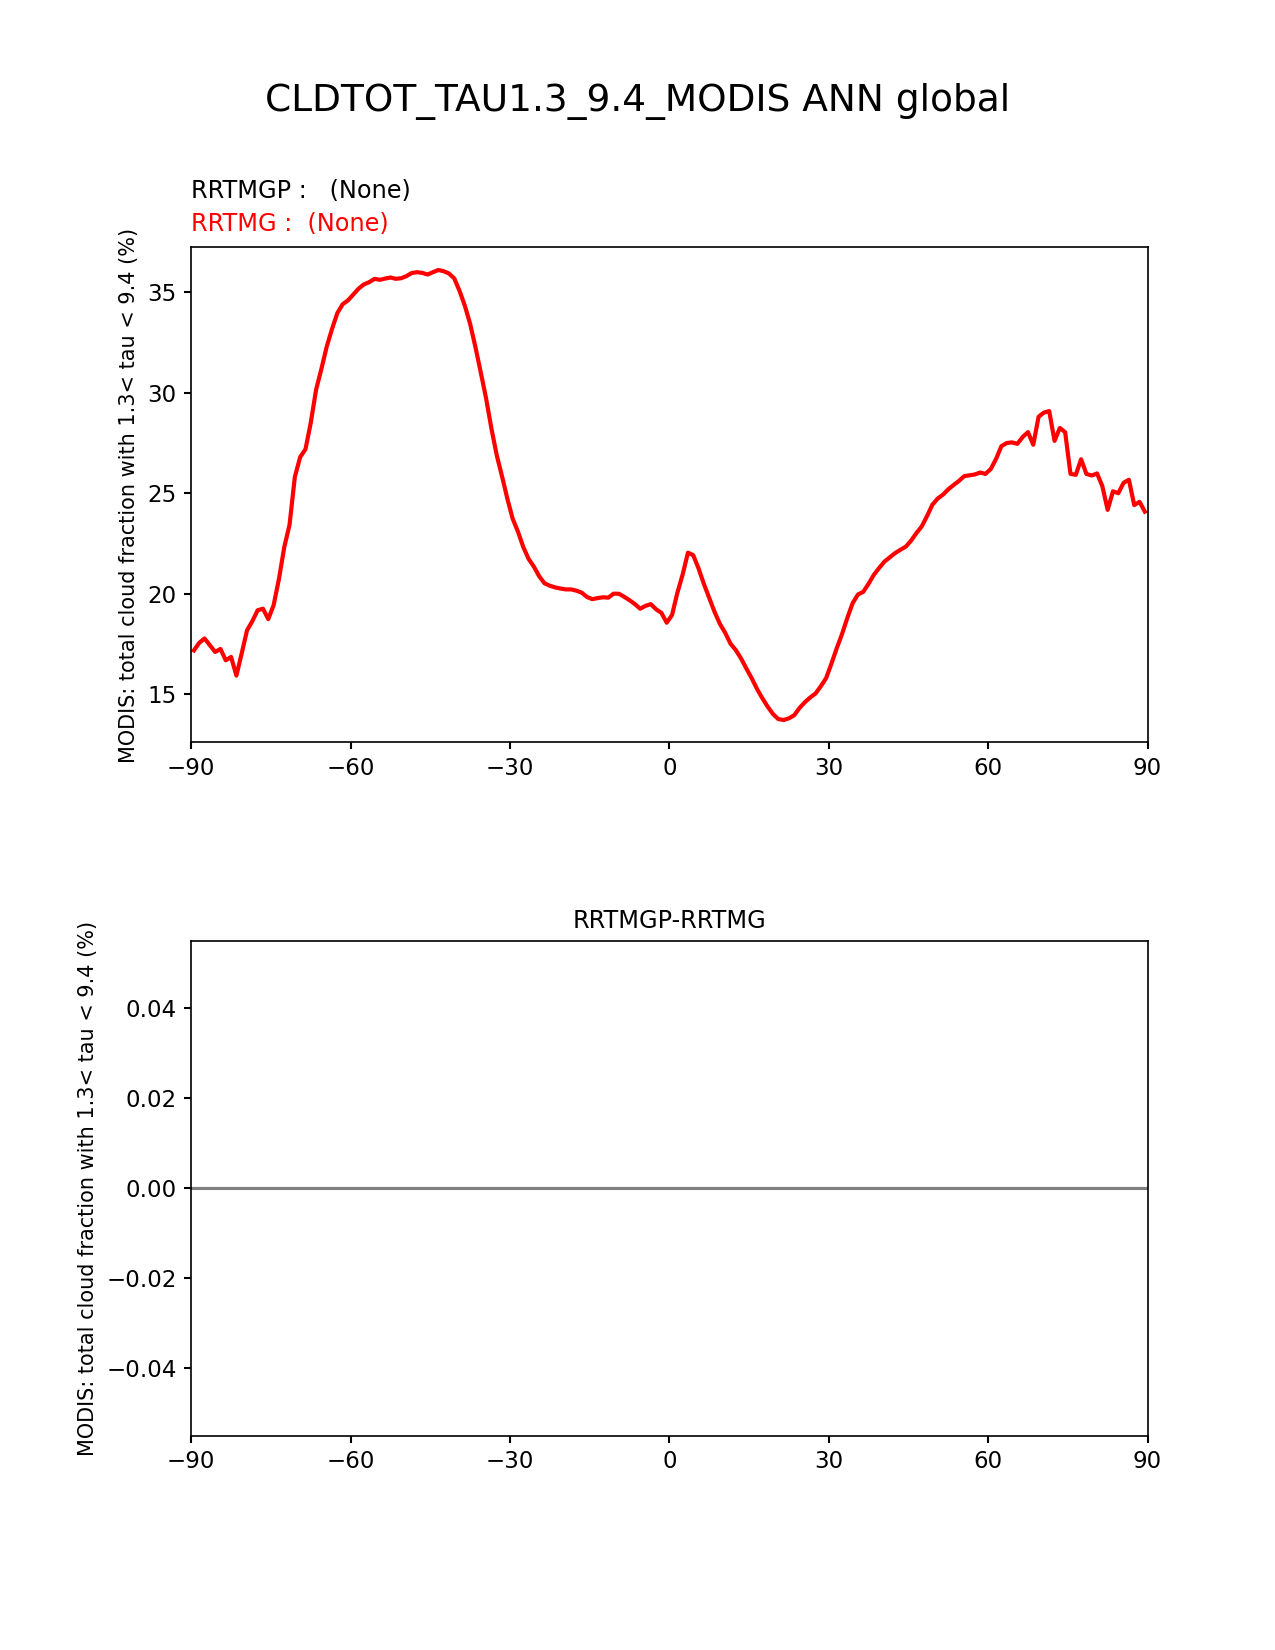 CLDTOT_TAU1.3_9.4_MODIS ANN global
RRTMGP :   (None)
RRTMG :  (None)
MODIS: total cloud fraction with 1.3< tau < 9.4 (%)
35
30
25
20
15
−90 −60 −30 0 30 60 90
RRTMGP-RRTMG
MODIS: total cloud fraction with 1.3< tau < 9.4 (%)
0.04
0.02
0.00
−0.02
−0.04
−90 −60 −30 0 30 60 90